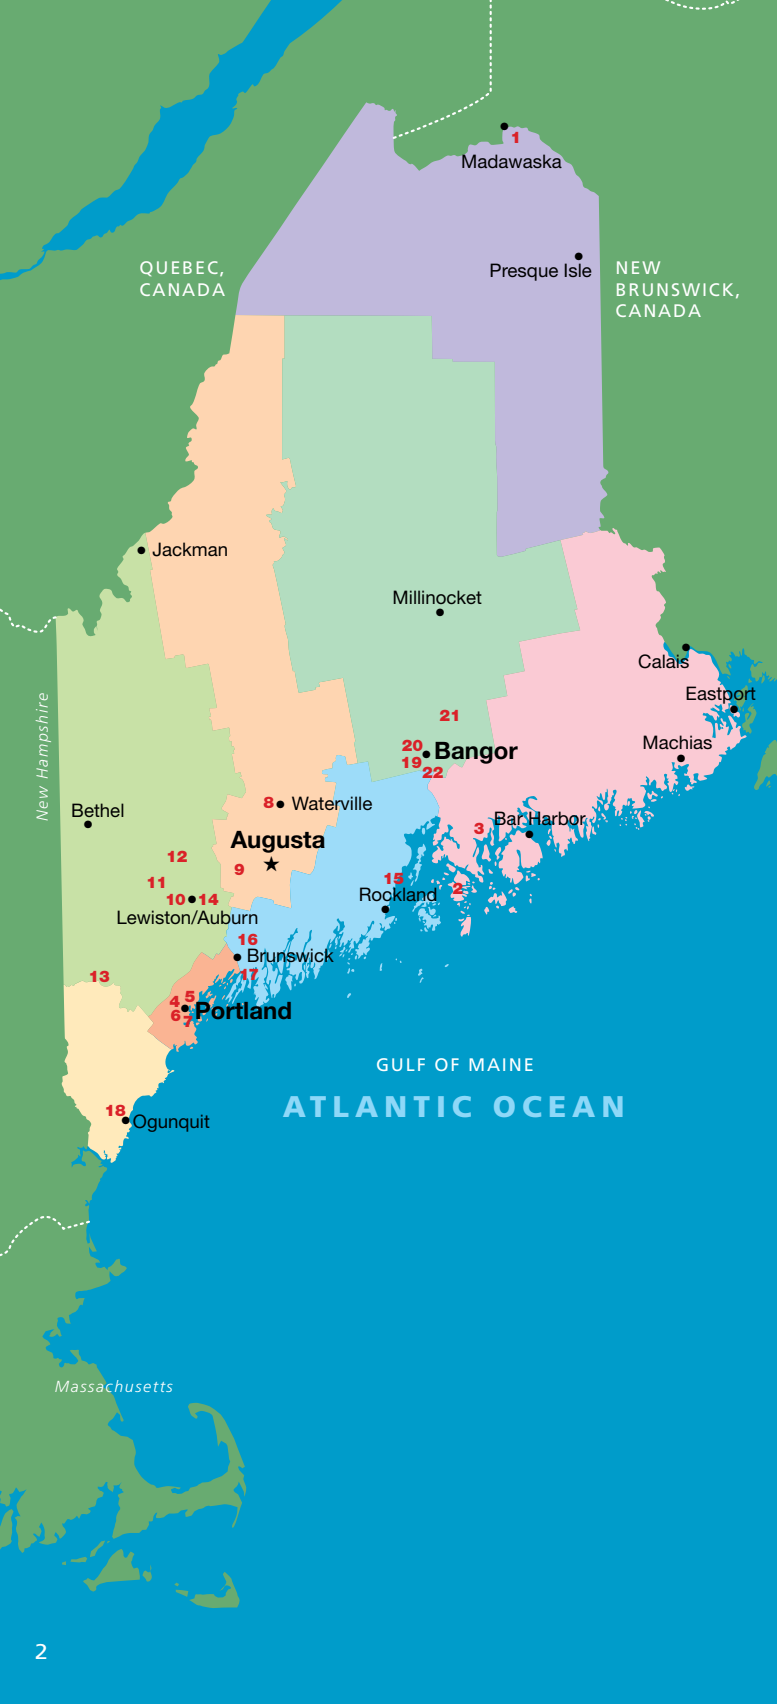 1
Madawaska
QUEBEC,
CANADA
Presque Isle
NEW
BRUNSWICK,
CANADA
Jackman
Millinocket
Calais
Eastport
New Hampshire
21
20
Bangor
19
22
Machias
8
Waterville
Bethel
3
Bar Harbor
Augusta
12
9
11
15
2
10
14
Rockland
Lewiston/Auburn
16
Brunswick
17
13
4
5
6
7
Portland
GULF OF MAINE
ATLANTIC OCEAN
18
Ogunquit
Massachusetts
2